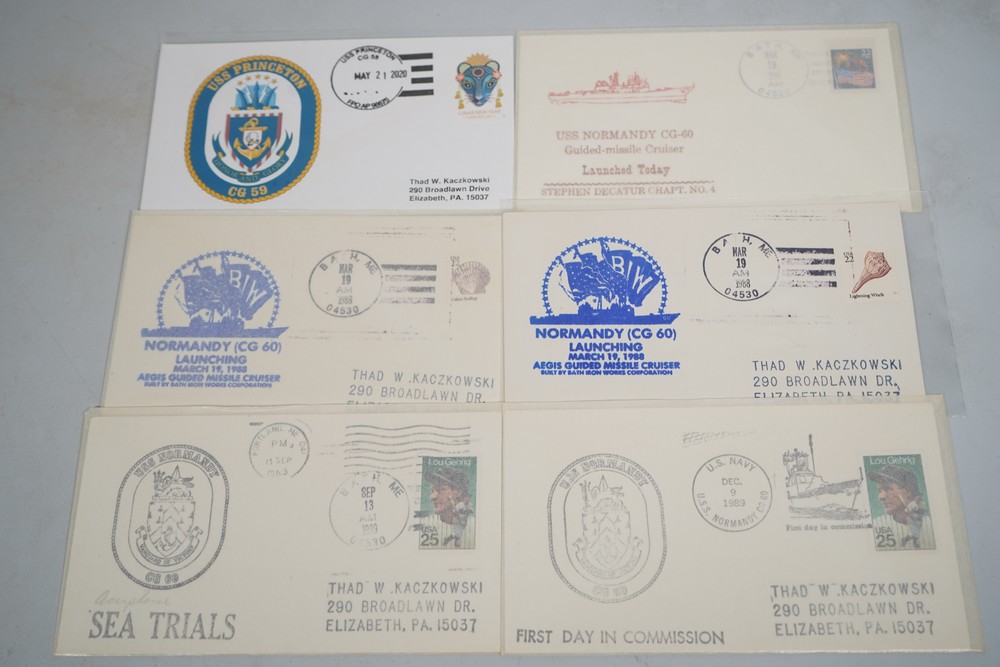 USS PRINCETON
CG 59
USS PRINCETON
CG 59
MAY 21 2020
Thad W. Kaczkowski
290 Broadlawn Drive
Elizabeth, PA. 15037
22
USS NORMANDY CG-60
Guided-missile Cruiser
Launched Today
STEPHEN DECATUR CHAPT. NO. 4
04530
BIW
NORMANDY (CG 60)
LAUNCHING
MARCH 19, 1988
AEGIS GUIDED MISSILE CRUISER
BUILT BY BATH IRON WORKS CORPORATION
BATH, ME
MAR
19
AM
1988
04530
THAD W. KACZKOWSKI
290 BROADLAWN DR.
BIW
NORMANDY (CG 60)
LAUNCHING
MARCH 19, 1988
AEGIS GUIDED MISSILE CRUISER
BUILT BY BATH IRON WORKS CORPORATION
BATH, ME
MAR
19
AM
1988
04530
22
Lightning Whelk
THAD W. KACZKOWSKI
290 BROADLAWN DR.
ELIZABETH, PA. 15037
USS NORMANDY
CG 60
SEA TRIALS
PORTLAND ME
PM
SEP
BATH, ME
SEP
13
1989
04530
Lou Gehrig
USA
25
THAD W. KACZKOWSKI
290 BROADLAWN DR.
ELIZABETH, PA. 15037
USS NORMANDY
CG 60
FIRST DAY IN COMMISSION
U.S. NAVY
DEC.
9
1989
U.S.S. NORMANDY CG 60
First day in commission
Lou Gehrig
USA
25
THAD W. KACZKOWSKI
290 BROADLAWN DR.
ELIZABETH, PA. 15037